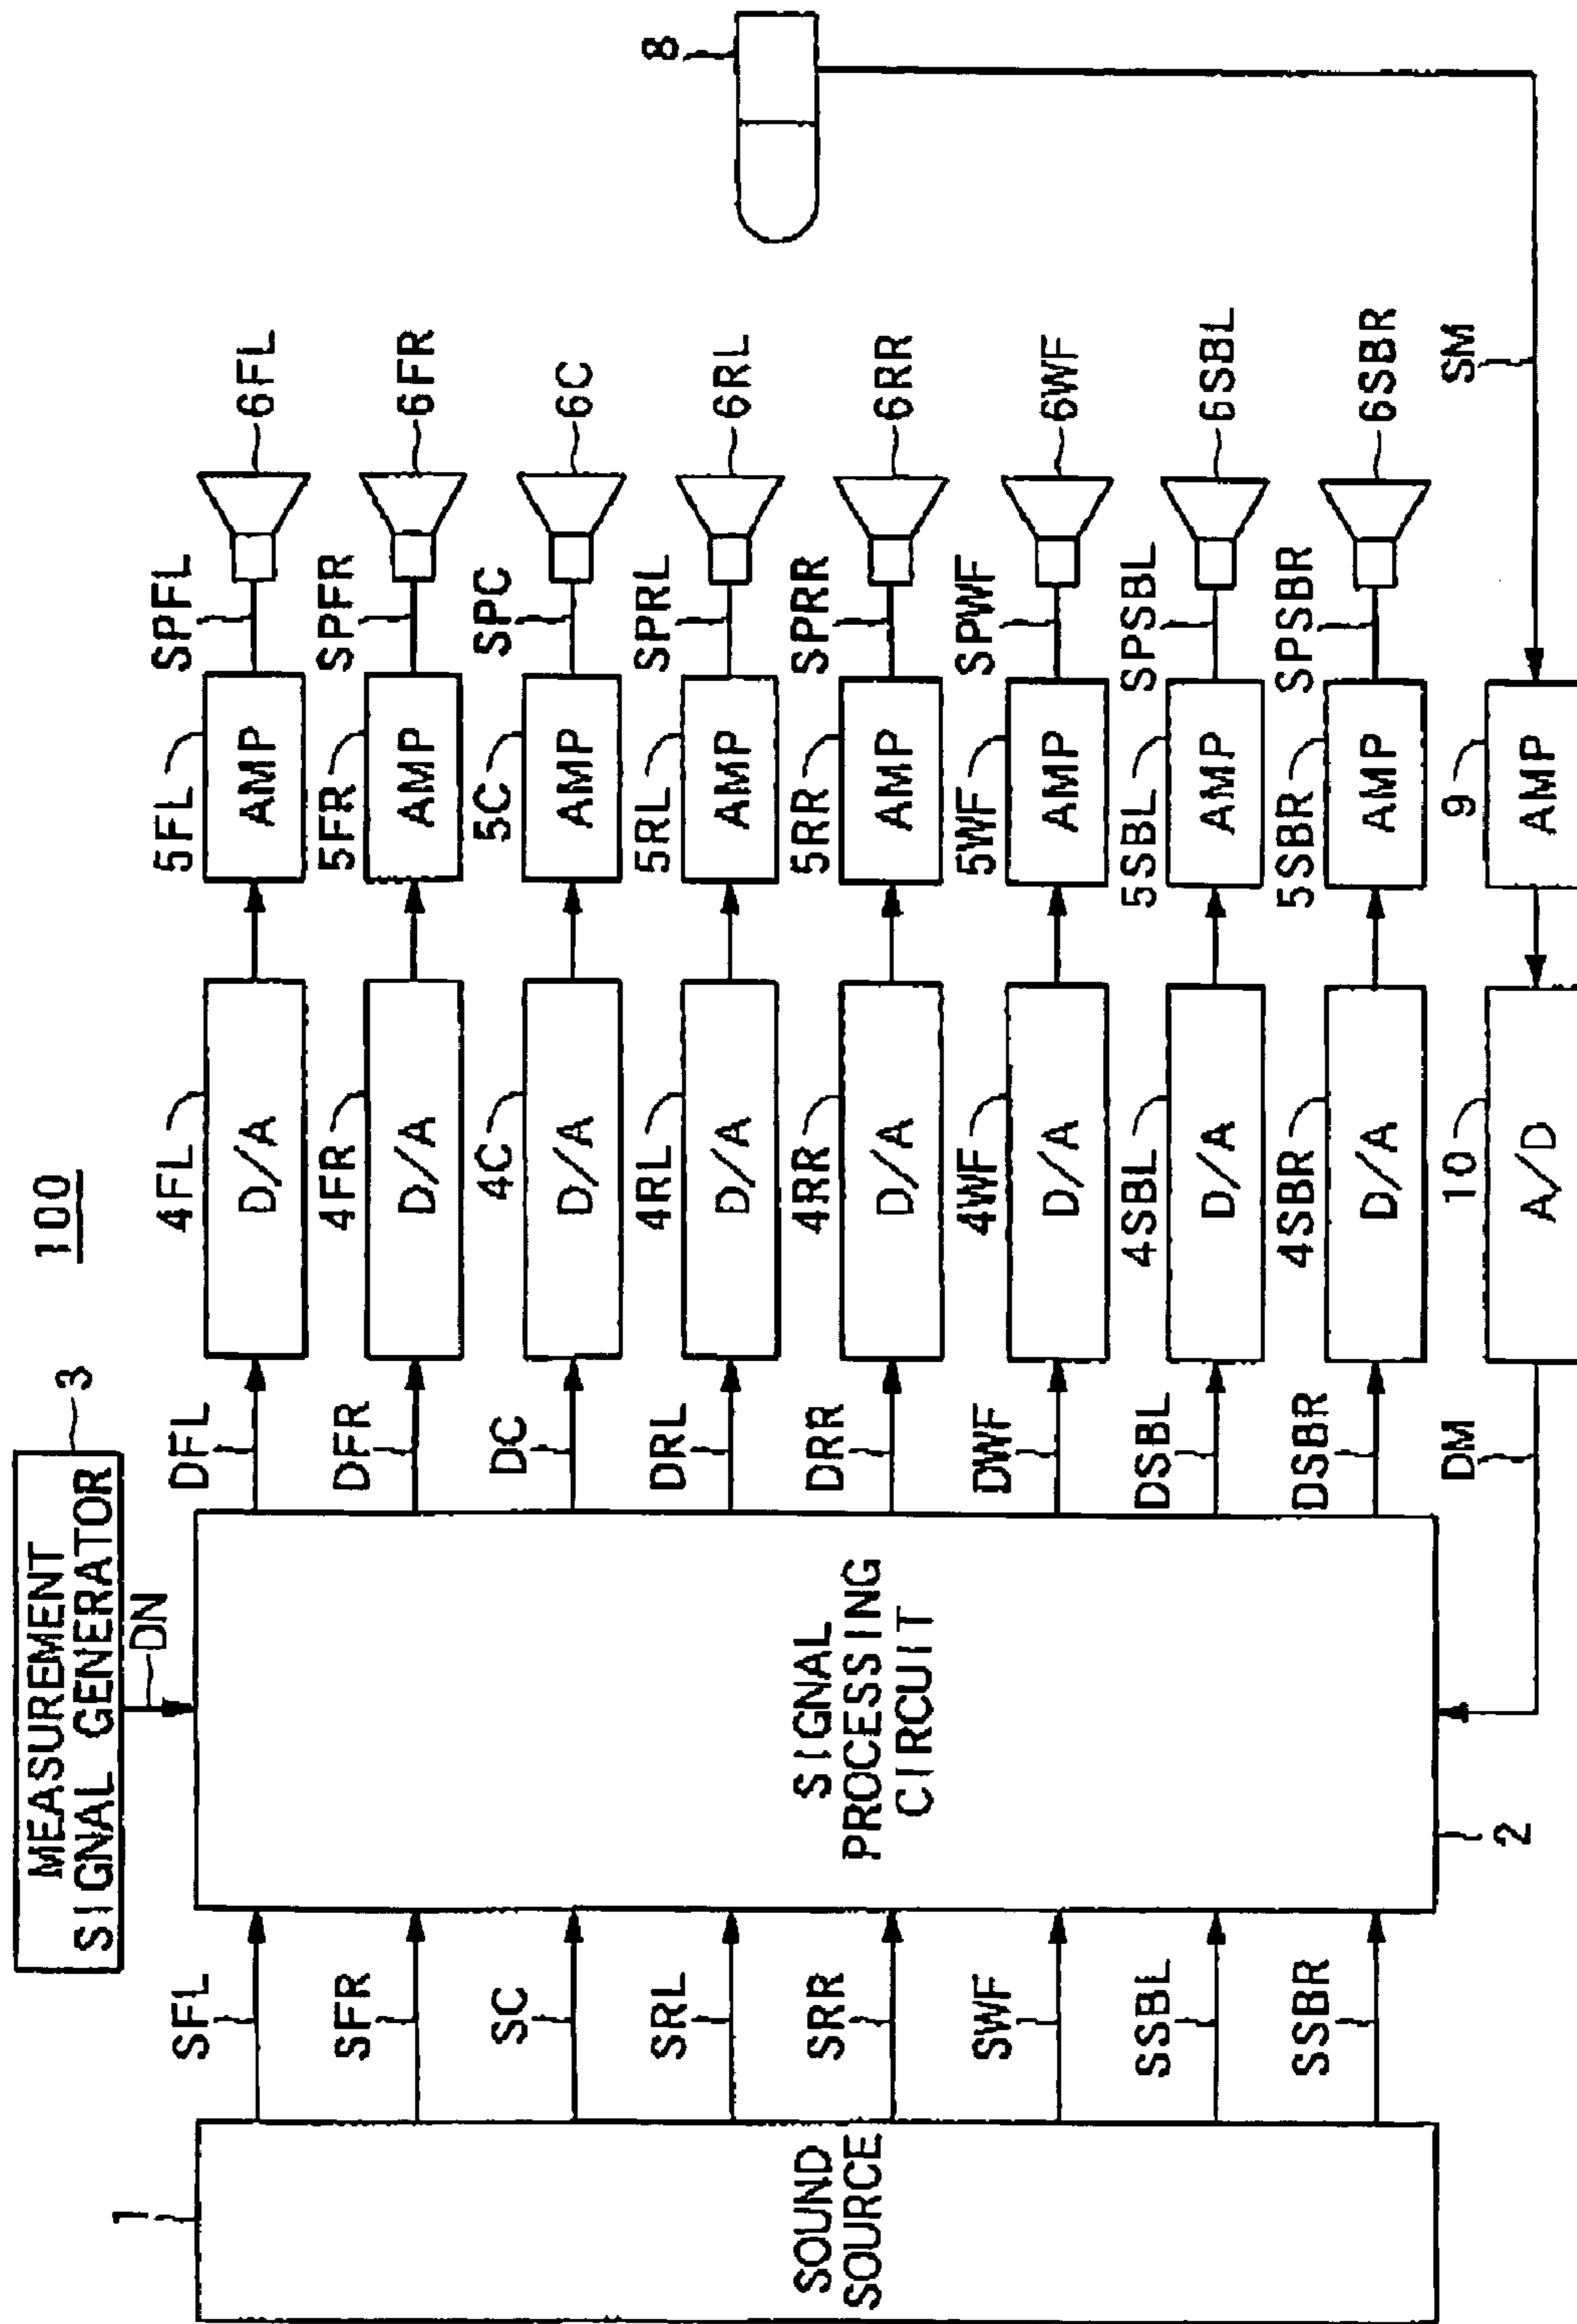 100
MEASUREMENT
SIGNAL GENERATOR
3
DN
1
SOUND
SOURCE
SFL
SFR
SC
SRL
SRR
SWF
SSBL
SSBR
SIGNAL
PROCESSING
CIRCUIT
2
DFL
4FL
D/A
5FL
AMP
SPFL
6FL
DFR
4FR
D/A
5FR
AMP
SPFR
6FR
DC
4C
D/A
5C
AMP
SPC
6C
DRL
4RL
D/A
5RL
AMP
SPRL
6RL
DRR
4RR
D/A
5RR
AMP
SPRR
6RR
DWF
4WF
D/A
5WF
AMP
SPWF
6WF
DSBL
4SBL
D/A
5SBL
AMP
SPSBL
6SBL
DSBR
4SBR
D/A
5SBR
AMP
SPSBR
6SBR
DM
10
A/D
9
AMP
SM
8